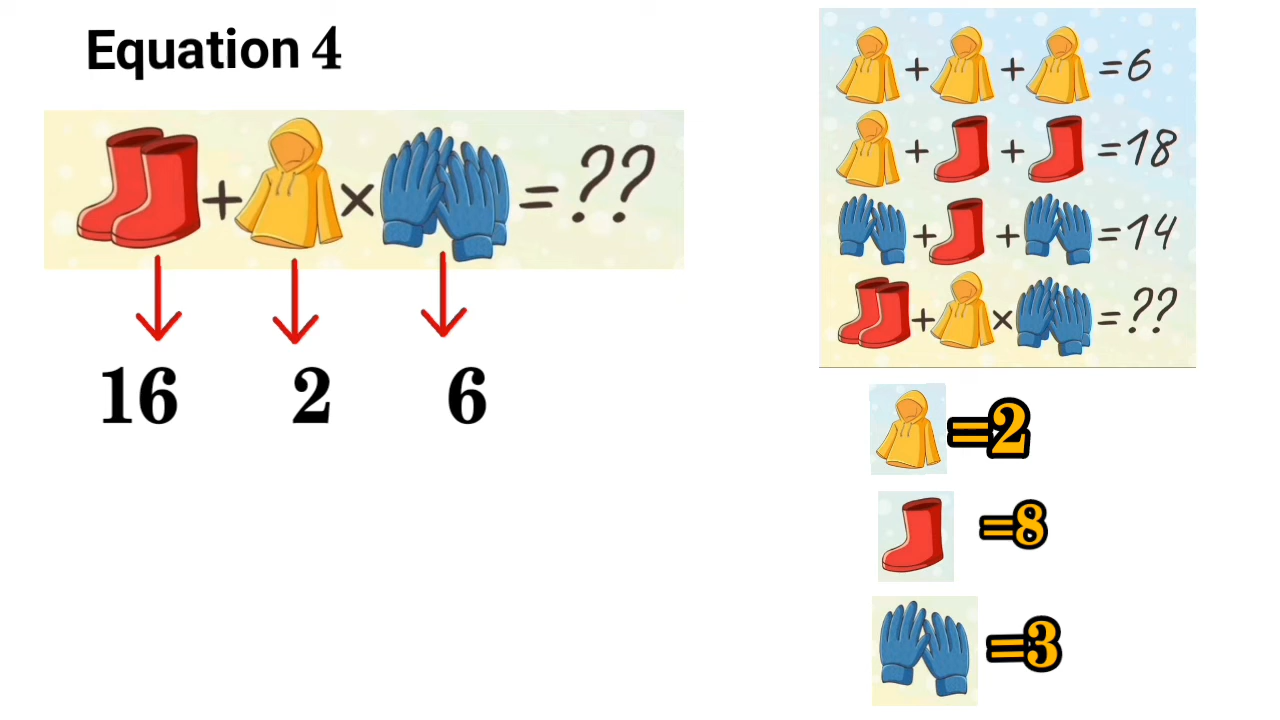 Equation 4
+ × = ??
16 2 6
+ + = 6
+ + = 18
+ + = 14
+ × = ??
=2
=8
=3